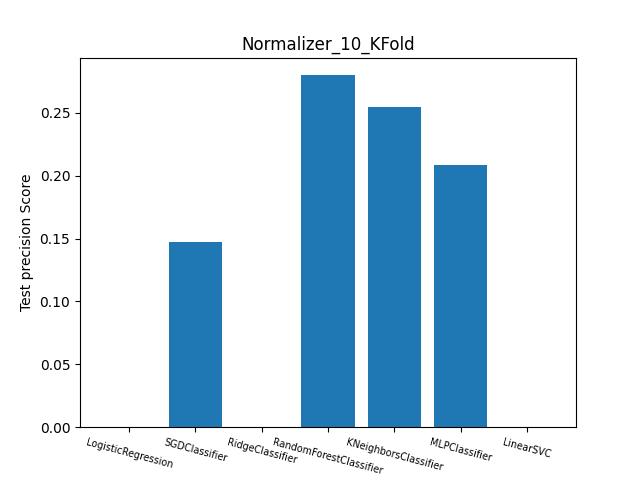 Normalizer_10_KFold
Test precision Score
0.25
0.20
0.15
0.10
0.05
0.00
LogisticRegression
SGDClassifier
RidgeClassifier
RandomForestClassifier
KNeighborsClassifier
MLPClassifier
LinearSVC